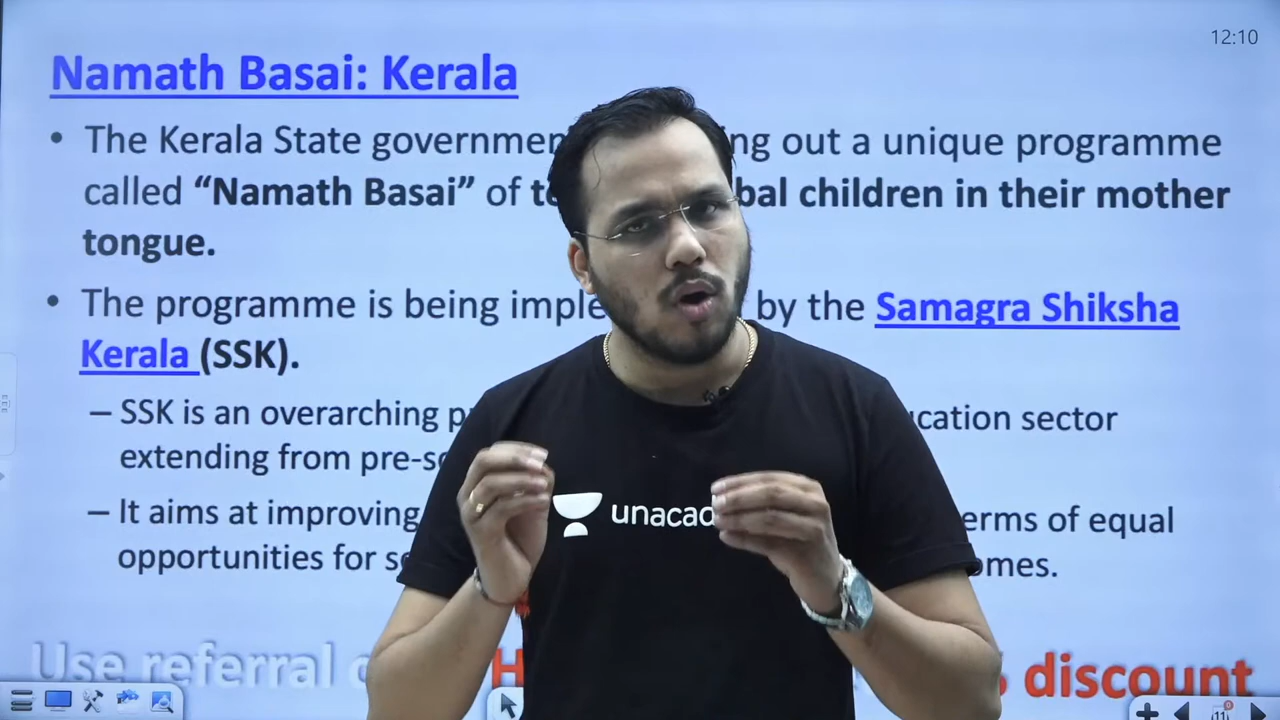 12:10
Namath Basai: Kerala
• The Kerala State governmen ng out a unique programme
called “Namath Basai” of bal children in their mother
tongue.
• The programme is being imple by the Samagra Shiksha
Kerala (SSK).
– SSK is an overarching cation sector
extending from
– It aims at improving erms of equal
opportunities for omes.
unacad
Use referral discount